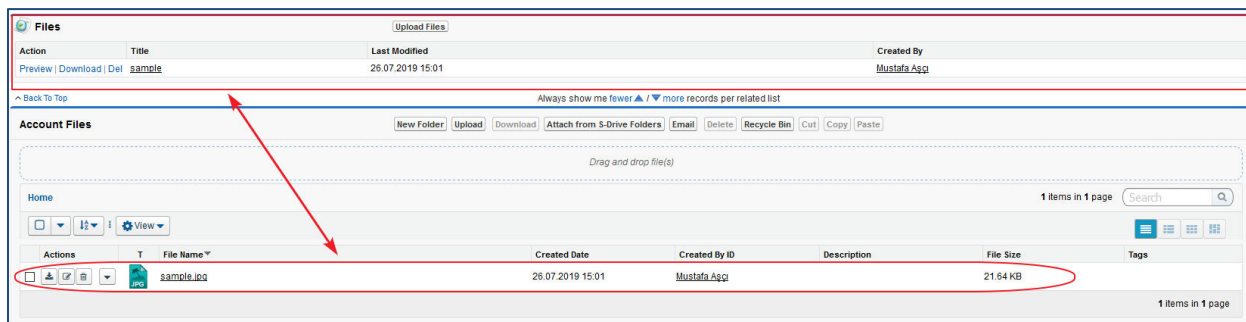 Files Upload Files
Action Title Last Modified Created By
Preview | Download | Del sample 26.07.2019 15:01 Mustafa Aşçı
Back To Top Always show me fewer / more records per related list
Account Files New Folder Upload Download Attach from S-Drive Folders Email Delete Recycle Bin Cut Copy Paste
Drag and drop file(s)
Home 1 items in 1 page Search
View
Actions T File Name Created Date Created By ID Description File Size Tags
JPG sample.jpg 26.07.2019 15:01 Mustafa Aşçı 21.64 KB
1 items in 1 page